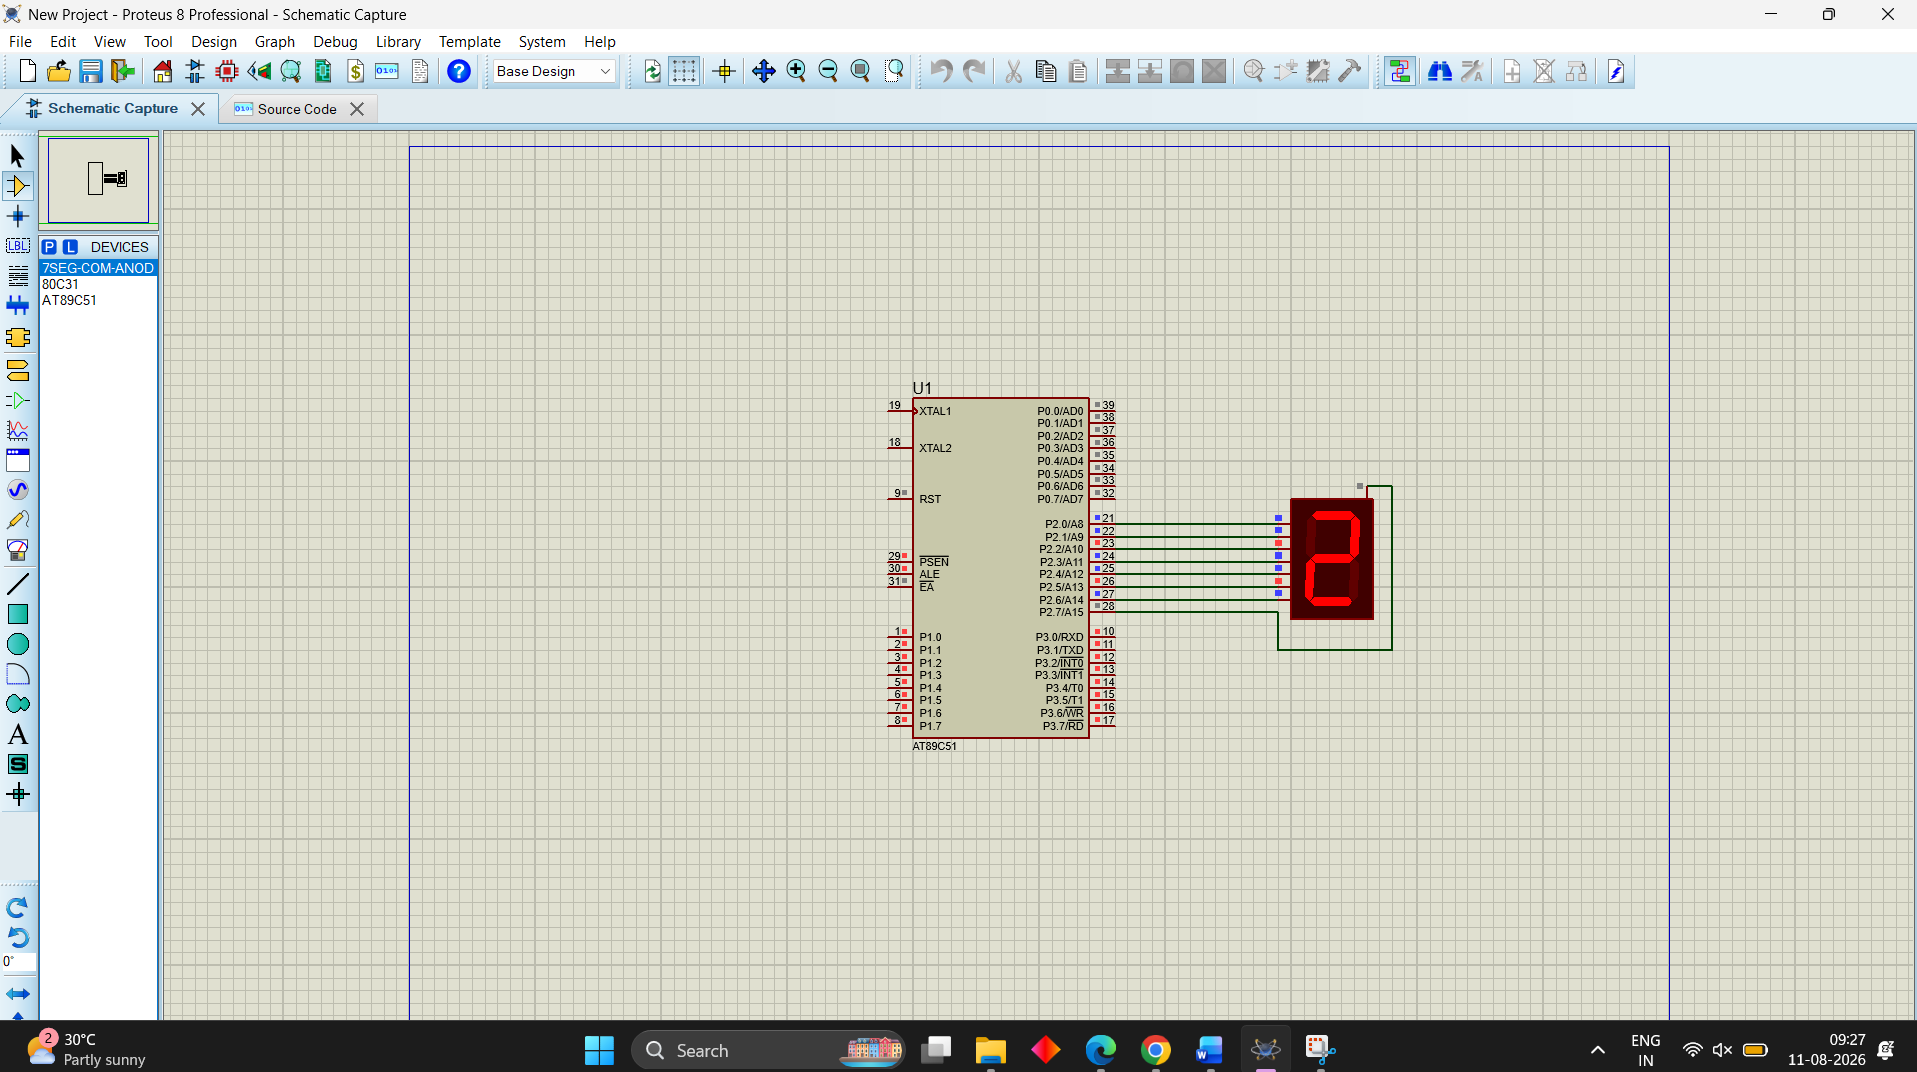 New Project - Proteus 8 Professional - Schematic Capture
File Edit View Tool Design Graph Debug Library Template System Help
$ 0101 ? Base Design
Schematic Capture
0101 Source Code
P L DEVICES
7SEG-COM-ANOD
80C31
AT89C51
LBL
A
S
0°
U1
19 XTAL1 P0.0/AD0 39
P0.1/AD1 38
P0.2/AD2 37
18 XTAL2 P0.3/AD3 36
P0.4/AD4 35
P0.5/AD5 34
P0.6/AD6 33
9 RST P0.7/AD7 32
P2.0/A8 21
P2.1/A9 22
P2.2/A10 23
29 PSEN P2.3/A11 24
30 ALE P2.4/A12 25
31 EA P2.5/A13 26
P2.6/A14 27
P2.7/A15 28
1 P1.0 P3.0/RXD 10
2 P1.1 P3.1/TXD 11
3 P1.2 P3.2/INT0 12
4 P1.3 P3.3/INT1 13
5 P1.4 P3.4/T0 14
6 P1.5 P3.5/T1 15
7 P1.6 P3.6/WR 16
8 P1.7 P3.7/RD 17
AT89C51
2
2 30°C
Partly sunny
Search
W
ENG
IN
09:27
11-08-2026